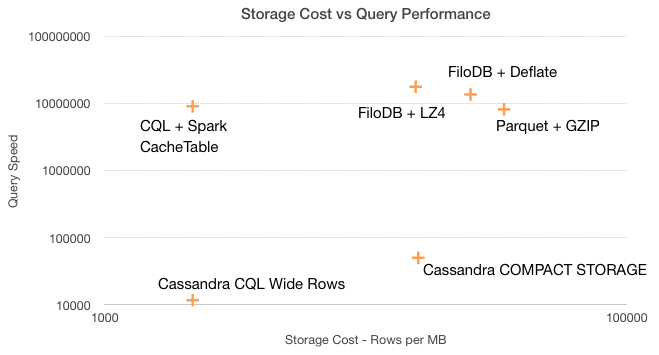 Storage Cost vs Query Performance
100000000
10000000
1000000
100000
10000
Query Speed
FiloDB + Deflate
FiloDB + LZ4
Parquet + GZIP
CQL + Spark
CacheTable
Cassandra COMPACT STORAGE
Cassandra CQL Wide Rows
1000
100000
Storage Cost - Rows per MB